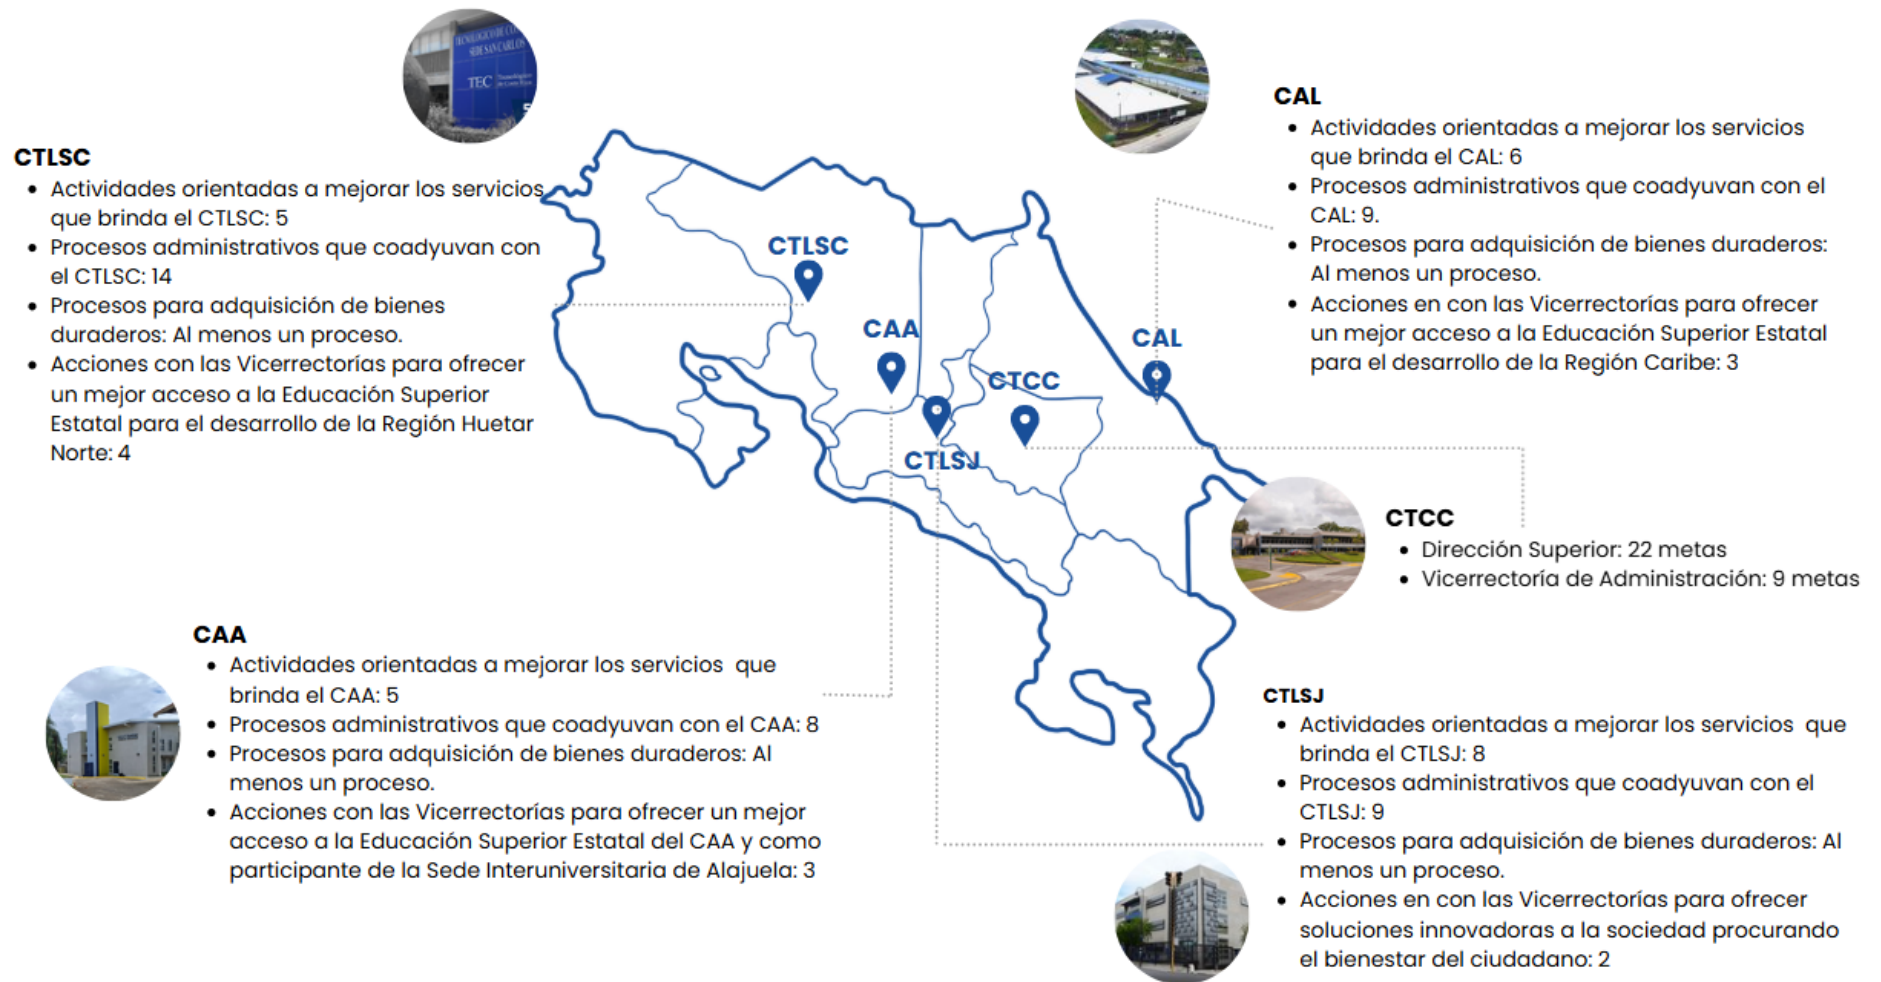 TECNOLOGICO DE CO
SEDE SAN CARLOS
TEC
CTLSC
• Actividades orientadas a mejorar los servicios
que brinda el CTLSC: 5
• Procesos administrativos que coadyuvan con
el CTLSC: 14
• Procesos para adquisición de bienes
duraderos: Al menos un proceso.
• Acciones con las Vicerrectorías para ofrecer
un mejor acceso a la Educación Superior
Estatal para el desarrollo de la Región Huetar
Norte: 4
CAL
• Actividades orientadas a mejorar los servicios
que brinda el CAL: 6
• Procesos administrativos que coadyuvan con el
CAL: 9.
• Procesos para adquisición de bienes duraderos:
Al menos un proceso.
• Acciones en con las Vicerrectorías para ofrecer
un mejor acceso a la Educación Superior Estatal
para el desarrollo de la Región Caribe: 3
CTLSC
CAA
CAL
CTCC
CTLSJ
CTCC
• Dirección Superior: 22 metas
• Vicerrectoría de Administración: 9 metas
CAA
• Actividades orientadas a mejorar los servicios que
brinda el CAA: 5
• Procesos administrativos que coadyuvan con el CAA: 8
• Procesos para adquisición de bienes duraderos: Al
menos un proceso.
• Acciones con las Vicerrectorías para ofrecer un mejor
acceso a la Educación Superior Estatal del CAA y como
participante de la Sede Interuniversitaria de Alajuela: 3
CTLSJ
• Actividades orientadas a mejorar los servicios que
brinda el CTLSJ: 8
• Procesos administrativos que coadyuvan con el
CTLSJ: 9
• Procesos para adquisición de bienes duraderos: Al
menos un proceso.
• Acciones en con las Vicerrectorías para ofrecer
soluciones innovadoras a la sociedad procurando
el bienestar del ciudadano: 2